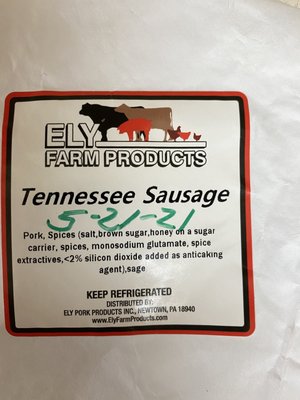 ELY
FARM PRODUCTS
Tennessee Sausage
5-21-21
Pork, Spices (salt,brown sugar,honey on a sugar
carrier, spices, monosodium glutamate, spice
extractives,<2% silicon dioxide added as anticaking
agent),sage
KEEP REFRIGERATED
DISTRIBUTED BY:
ELY PORK PRODUCTS INC., NEWTOWN, PA 18940
www.ElyFarmProducts.com